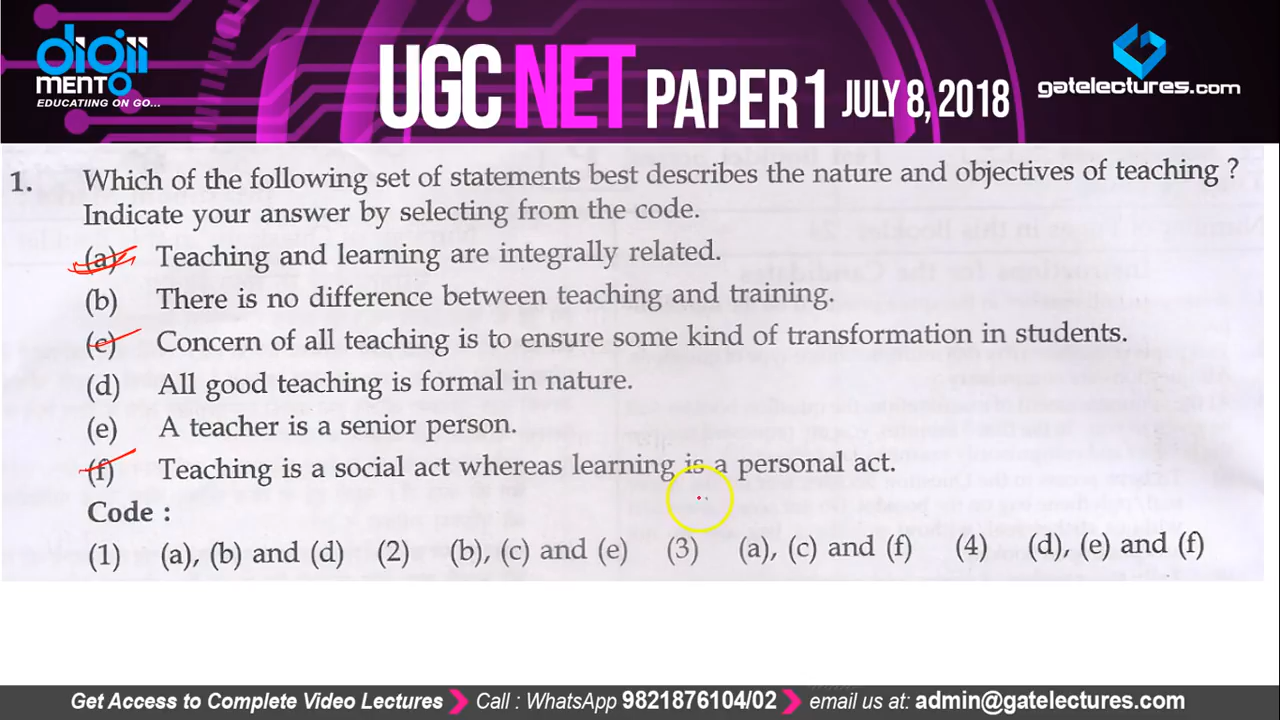 digii
mento
EDUCATING ON GO...
UGC NET PAPER 1 JULY 8, 2018
gatelectures.com
1. Which of the following set of statements best describes the nature and objectives of teaching ?
Indicate your answer by selecting from the code.
(a) Teaching and learning are integrally related.
(b) There is no difference between teaching and training.
(c) Concern of all teaching is to ensure some kind of transformation in students.
(d) All good teaching is formal in nature.
(e) A teacher is a senior person.
(f) Teaching is a social act whereas learning is a personal act.
Code :
(1) (a), (b) and (d) (2) (b), (c) and (e) (3) (a), (c) and (f) (4) (d), (e) and (f)
Get Access to Complete Video Lectures Call : WhatsApp 9821876104/02 email us at: admin@gatelectures.com